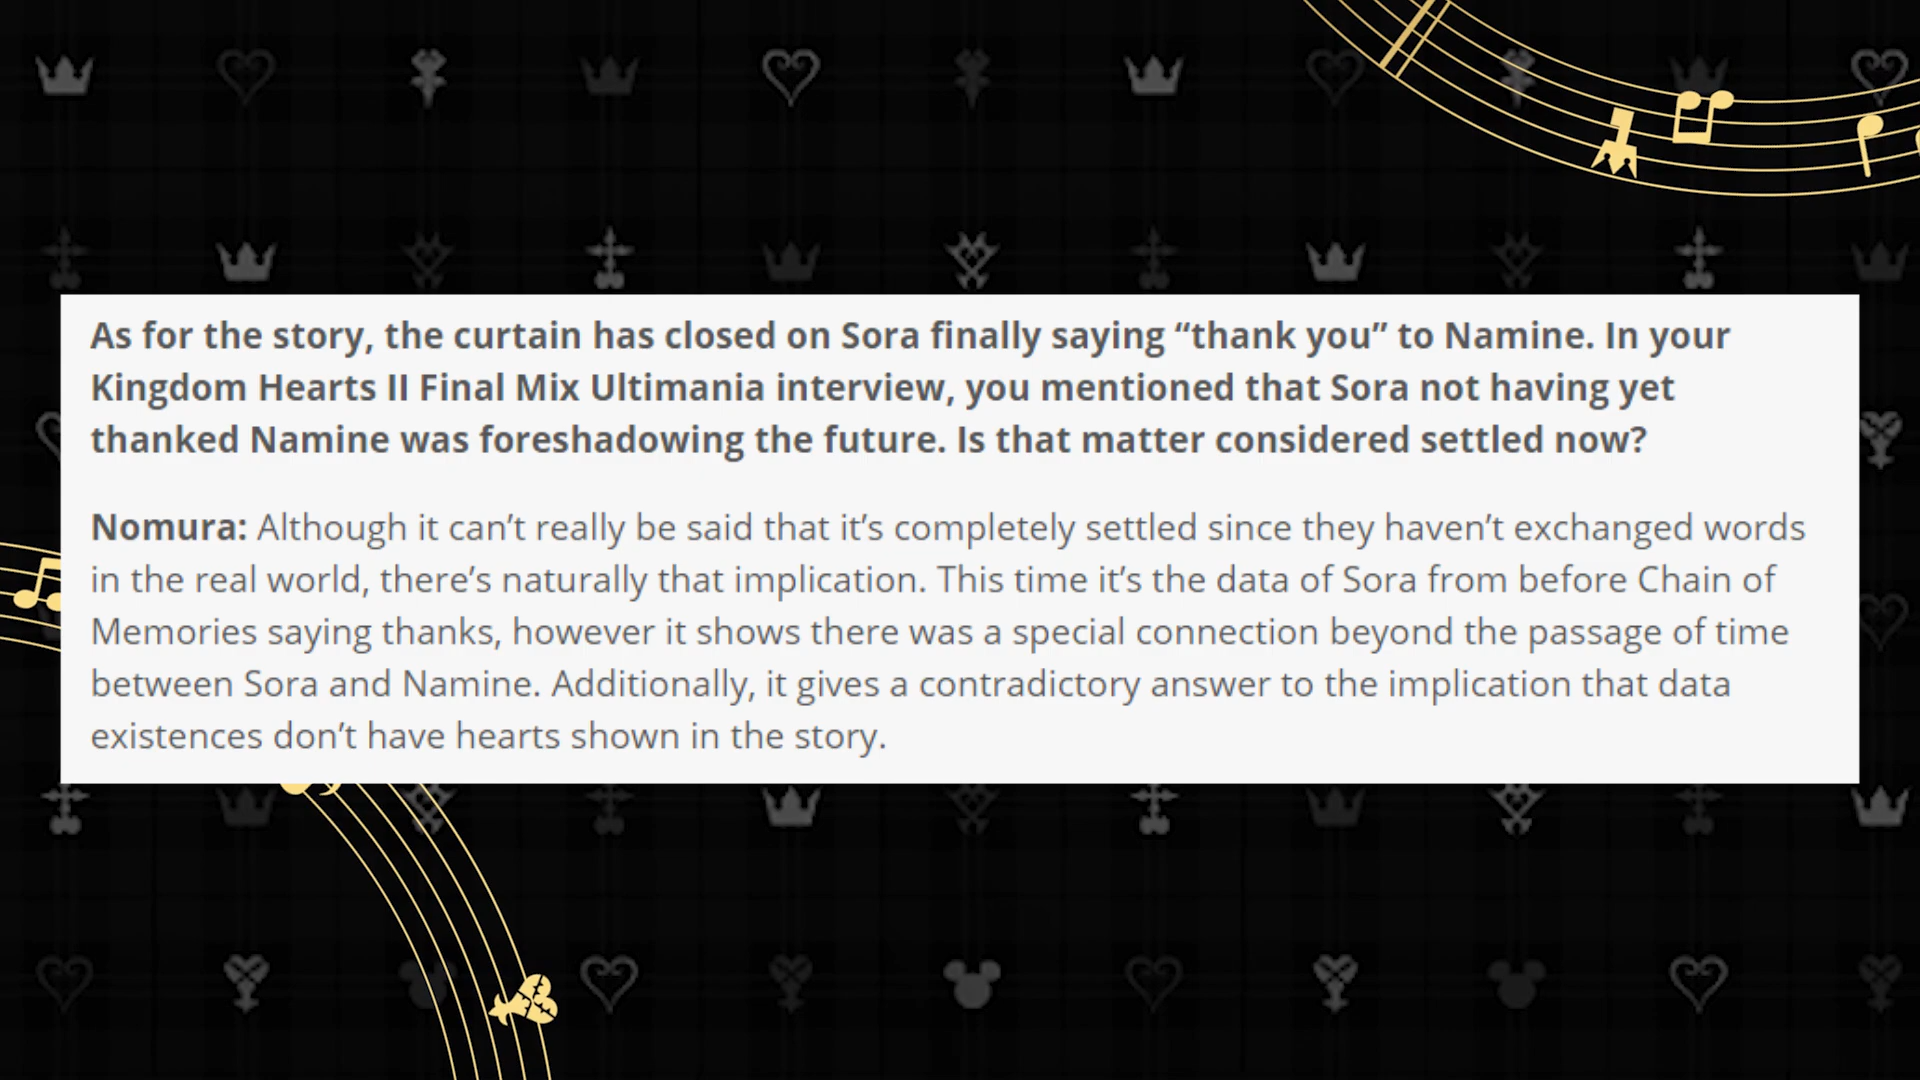 As for the story, the curtain has closed on Sora finally saying “thank you” to Namine. In your
Kingdom Hearts II Final Mix Ultimania interview, you mentioned that Sora not having yet
thanked Namine was foreshadowing the future. Is that matter considered settled now?
Nomura: Although it can’t really be said that it’s completely settled since they haven’t exchanged words
in the real world, there’s naturally that implication. This time it’s the data of Sora from before Chain of
Memories saying thanks, however it shows there was a special connection beyond the passage of time
between Sora and Namine. Additionally, it gives a contradictory answer to the implication that data
existences don’t have hearts shown in the story.